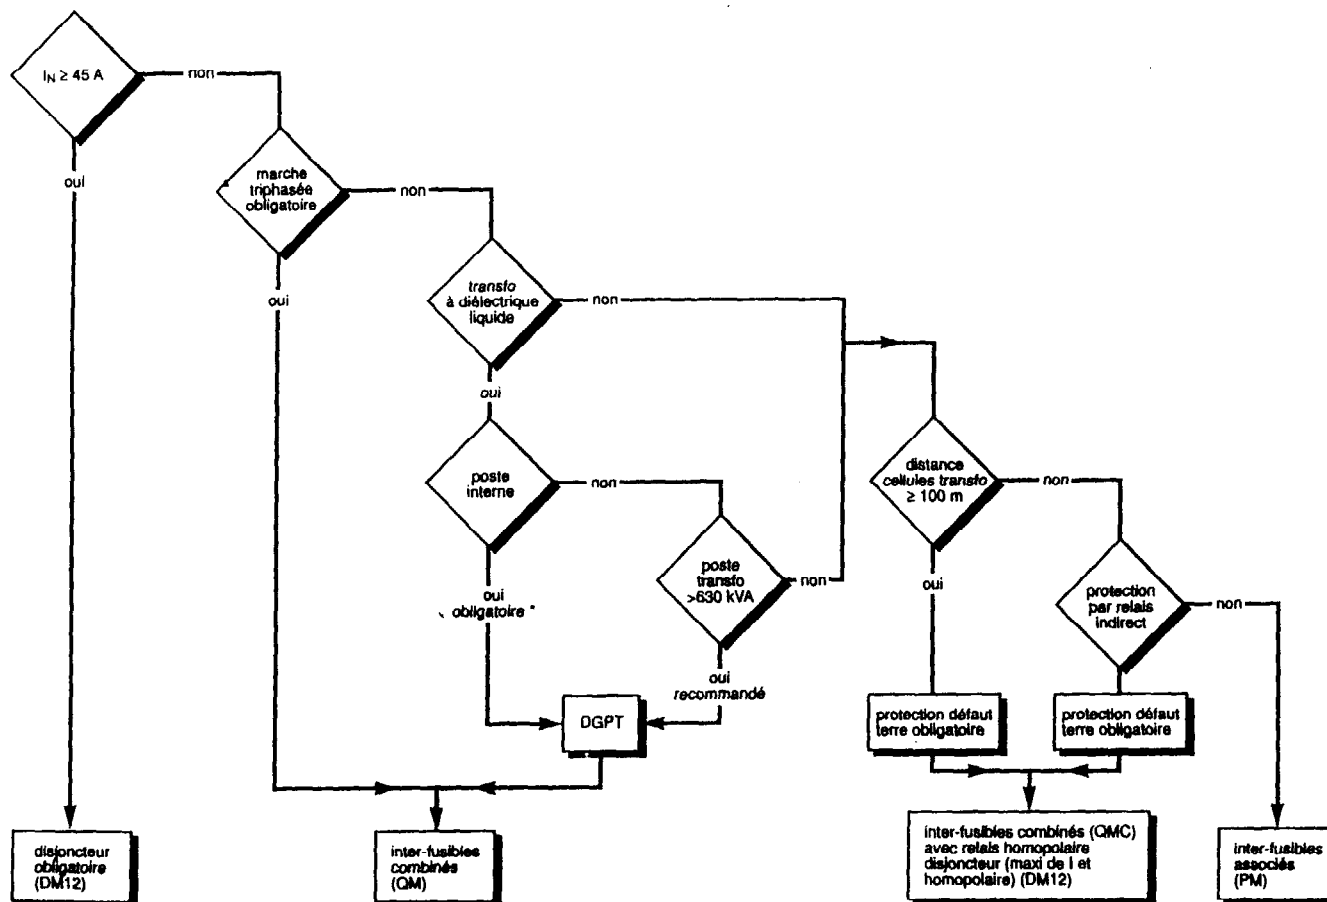 I_N ≥ 45 A
non
oui
marche
triphasée
obligatoire
non
oui
transfo
à diélectrique
liquide
non
oui
poste
interne
non
oui
obligatoire "
poste
transfo
>630 kVA
non
oui
recommandé
DGPT
distance
cellules transfo
≥ 100 m
non
oui
protection
par relais
indirect
non
protection défaut
terre obligatoire
protection défaut
terre obligatoire
disjoncteur
obligatoire
(DM12)
inter-fusibles
combinés
(QM)
inter-fusibles combinés (QMC)
avec relais homopolaire
disjoncteur (maxi de I et
homopolaire) (DM12)
inter-fusibles
associés
(PM)